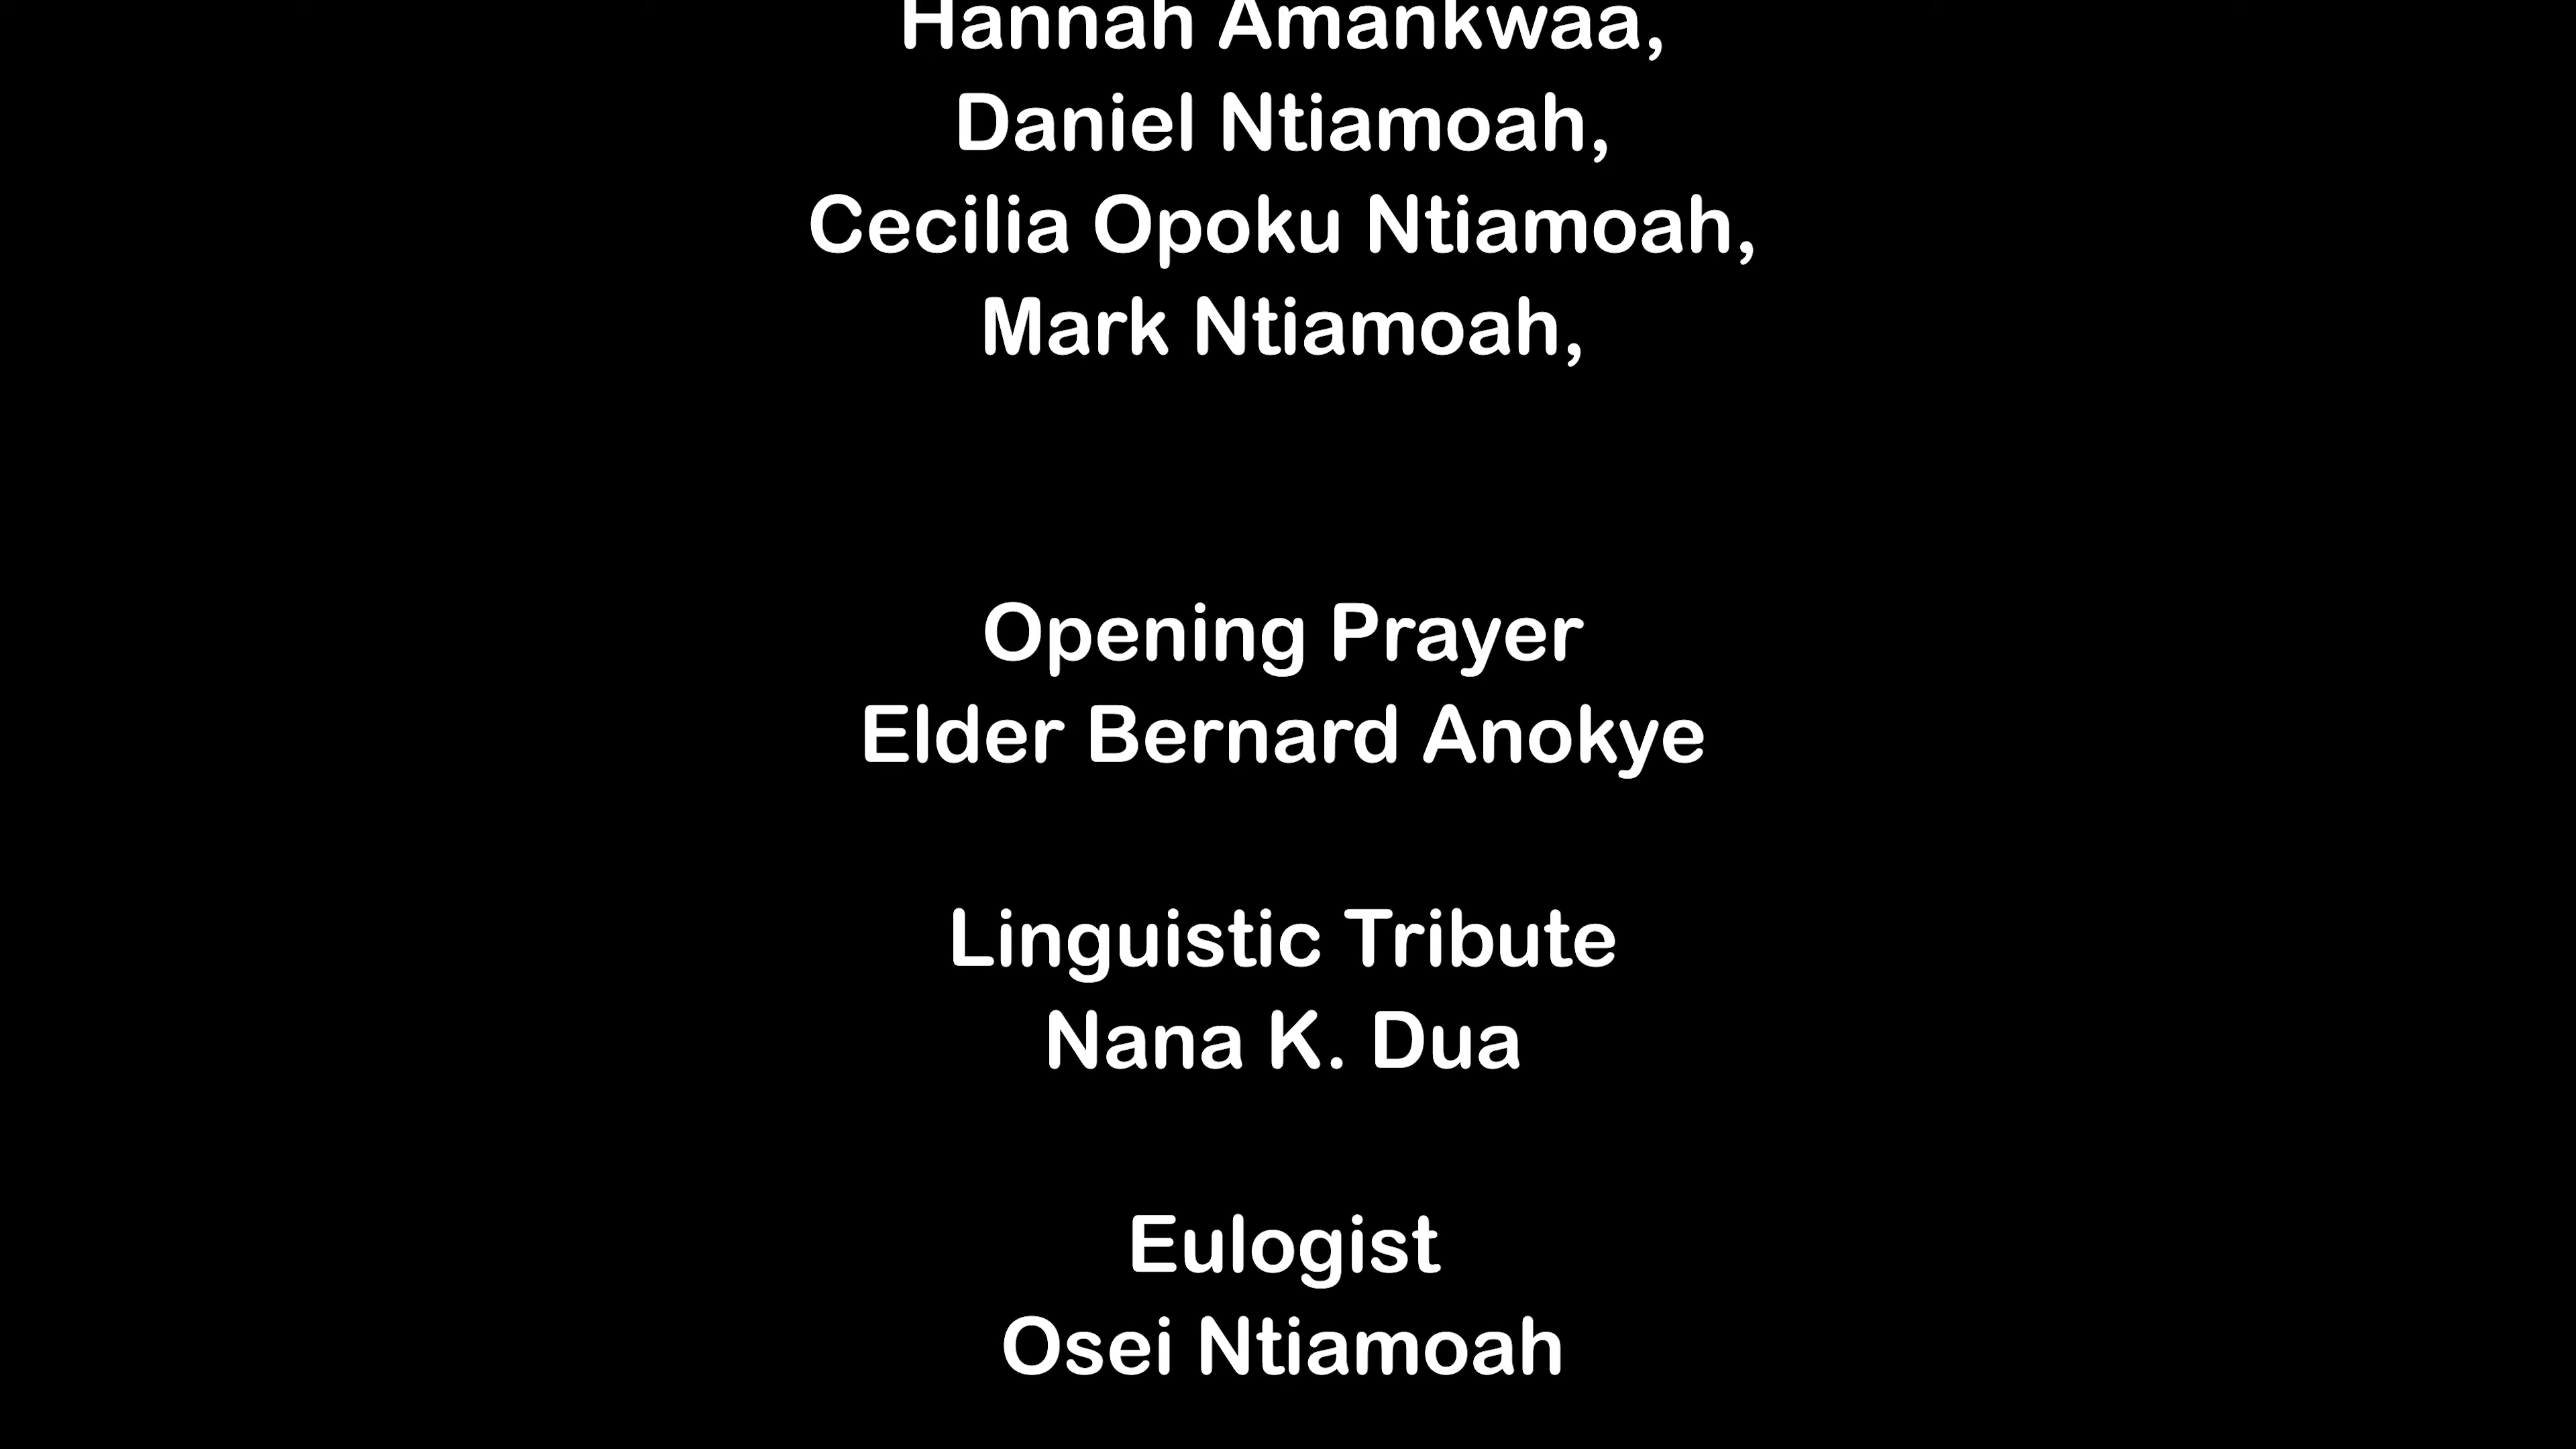 Hannah Amankwaa,
Daniel Ntiamoah,
Cecilia Opoku Ntiamoah,
Mark Ntiamoah,
Opening Prayer
Elder Bernard Anokye
Linguistic Tribute
Nana K. Dua
Eulogist
Osei Ntiamoah